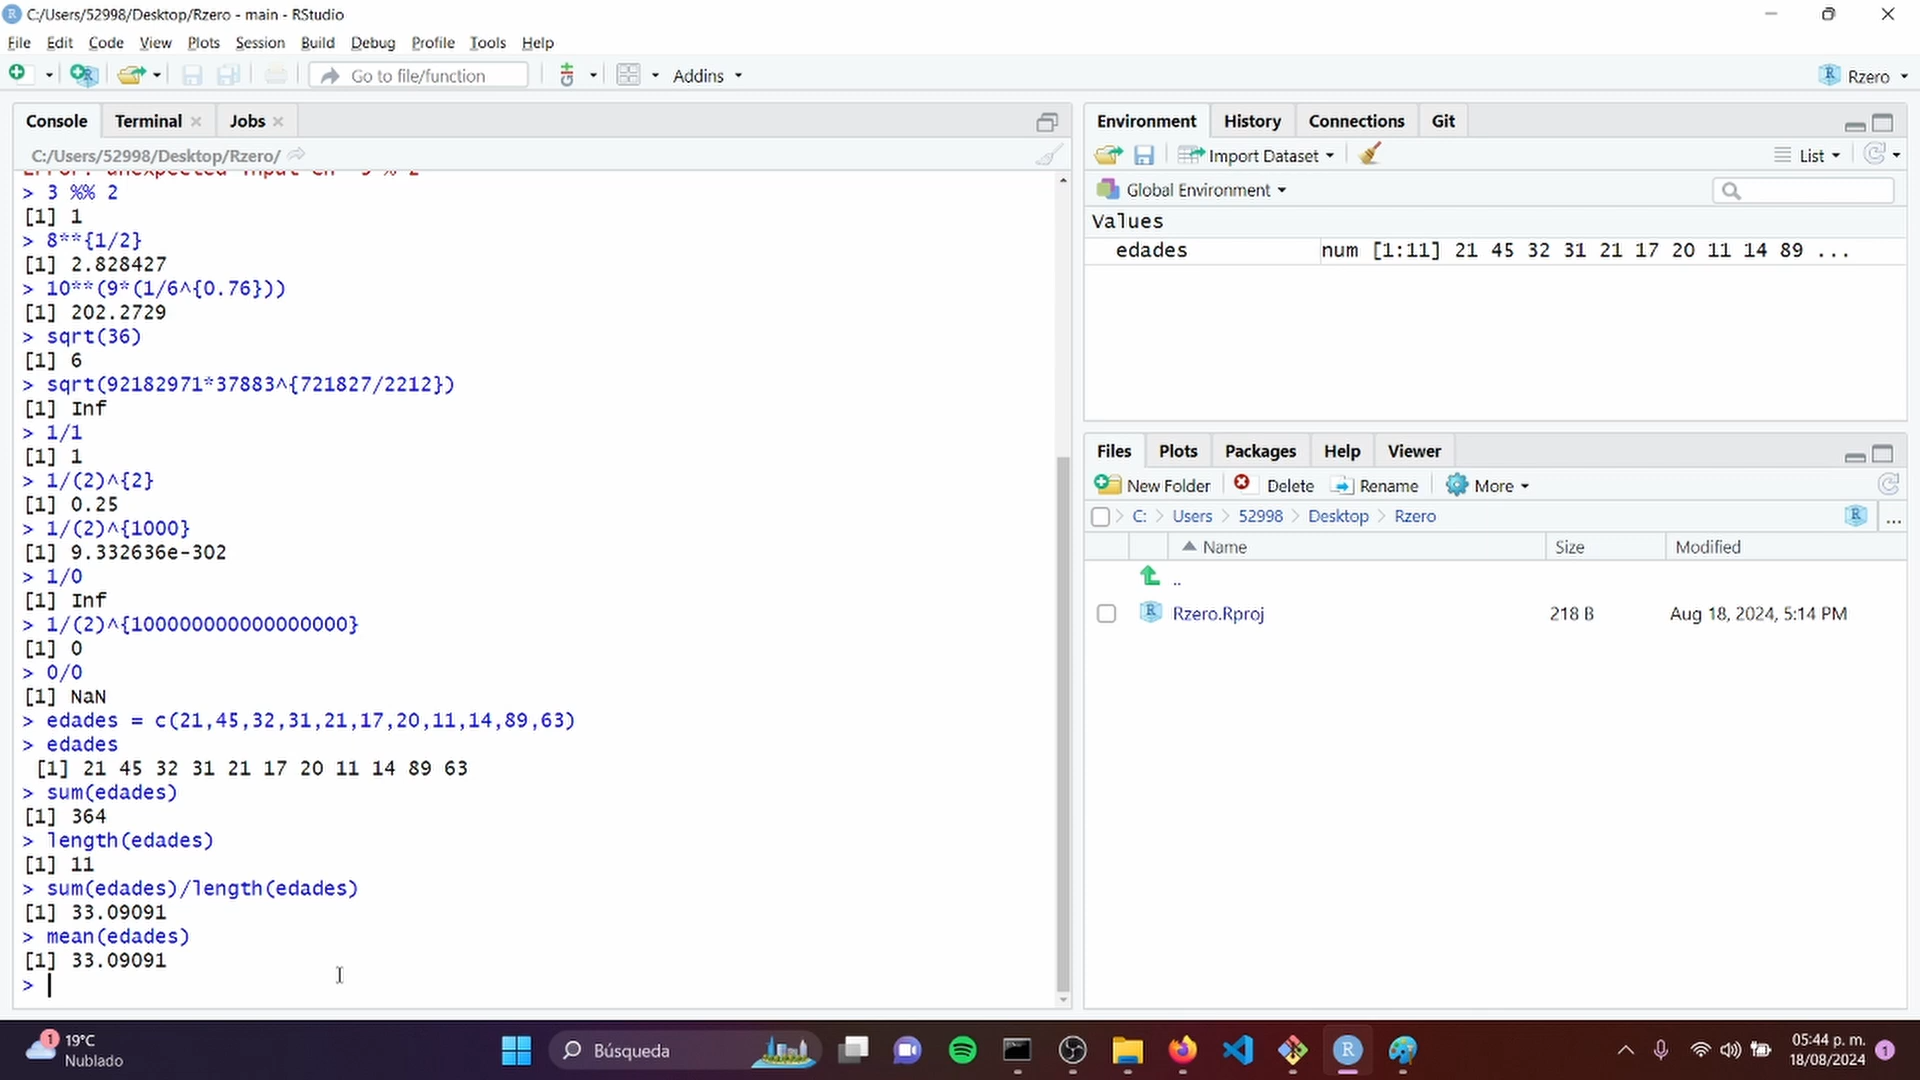 C:/Users/52998/Desktop/Rzero - main - RStudio
File Edit Code View Plots Session Build Debug Profile Tools Help
Go to file/function
Addins
Rzero
Console Terminal Jobs
C:/Users/52998/Desktop/Rzero/
> 3 %% 2
[1] 1
> 8**{1/2}
[1] 2.828427
> 10**(9*(1/6^{0.76}))
[1] 202.2729
> sqrt(36)
[1] 6
> sqrt(92182971*37883^{721827/2212})
[1] Inf
> 1/1
[1] 1
> 1/(2)^{2}
[1] 0.25
> 1/(2)^{1000}
[1] 9.332636e-302
> 1/0
[1] Inf
> 1/(2)^{100000000000000000}
[1] 0
> 0/0
[1] NaN
> edades = c(21,45,32,31,21,17,20,11,14,89,63)
> edades
[1] 21 45 32 31 21 17 20 11 14 89 63
> sum(edades)
[1] 364
> length(edades)
[1] 11
> sum(edades)/length(edades)
[1] 33.09091
> mean(edades)
[1] 33.09091
>
Environment History Connections Git
Import Dataset
List
Global Environment
Values
edades num [1:11] 21 45 32 31 21 17 20 11 14 89 ...
Files Plots Packages Help Viewer
New Folder Delete Rename More
C: > Users > 52998 > Desktop > Rzero
...
Name Size Modified
..
Rzero.Rproj 218 B Aug 18, 2024, 5:14 PM
1
19°C
Nublado
Búsqueda
05:44 p. m.
18/08/2024
1